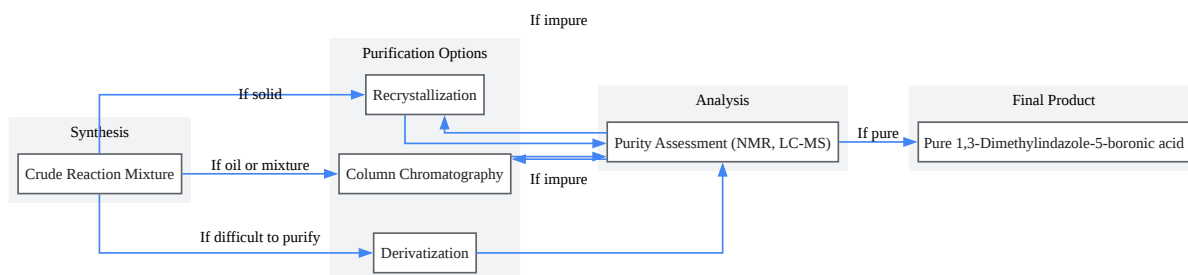 If impure
Purification Options
If solid
Recrystallization
Analysis
Final Product
Synthesis
If pure
Purity Assessment (NMR, LC-MS)
Pure 1,3-Dimethylindazole-5-boronic acid
If oil or mixture
Crude Reaction Mixture
Column Chromatography
If impure
If difficult to purify
Derivatization